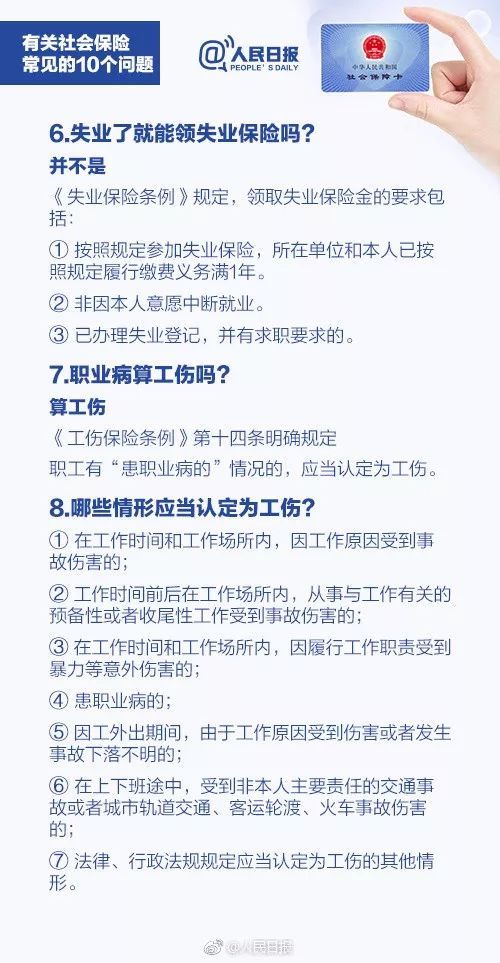 有关社会保险
常见的10个问题
@人民日报
PEOPLE'S DAILY
中华人民共和国
社会保障卡
6.失业了就能领失业保险吗？
并不是
《失业保险条例》规定，领取失业保险金的要求包
括：
① 按照规定参加失业保险，所在单位和本人已按
照规定履行缴费义务满1年。
② 非因本人意愿中断就业。
③ 已办理失业登记，并有求职要求的。
7.职业病算工伤吗？
算工伤
《工伤保险条例》第十四条明确规定
职工有“患职业病的”情况的，应当认定为工伤。
8.哪些情形应当认定为工伤？
① 在工作时间和工作场所内，因工作原因受到事
故伤害的；
② 工作时间前后在工作场所内，从事与工作有关的
预备性或者收尾性工作受到事故伤害的；
③ 在工作时间和工作场所内，因履行工作职责受到
暴力等意外伤害的；
④ 患职业病的；
⑤ 因工外出期间，由于工作原因受到伤害或者发生
事故下落不明的；
⑥ 在上下班途中，受到非本人主要责任的交通事
故或者城市轨道交通、客运轮渡、火车事故伤害
的；
⑦ 法律、行政法规规定应当认定为工伤的其他情
形。
@人民日报